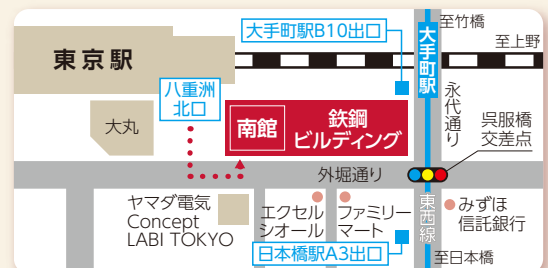 東京駅
大手町駅B10出口
至竹橋
至上野
大手町駅
八重洲
北口
大丸
南館
鉄鋼
ビルディング
永代通り
呉服橋
交差点
外堀通り
ヤマダ電気
Concept
LABI TOKYO
エクセル
シオール
ファミリー
マート
東西線
みずほ
信託銀行
日本橋駅A3出口
至日本橋